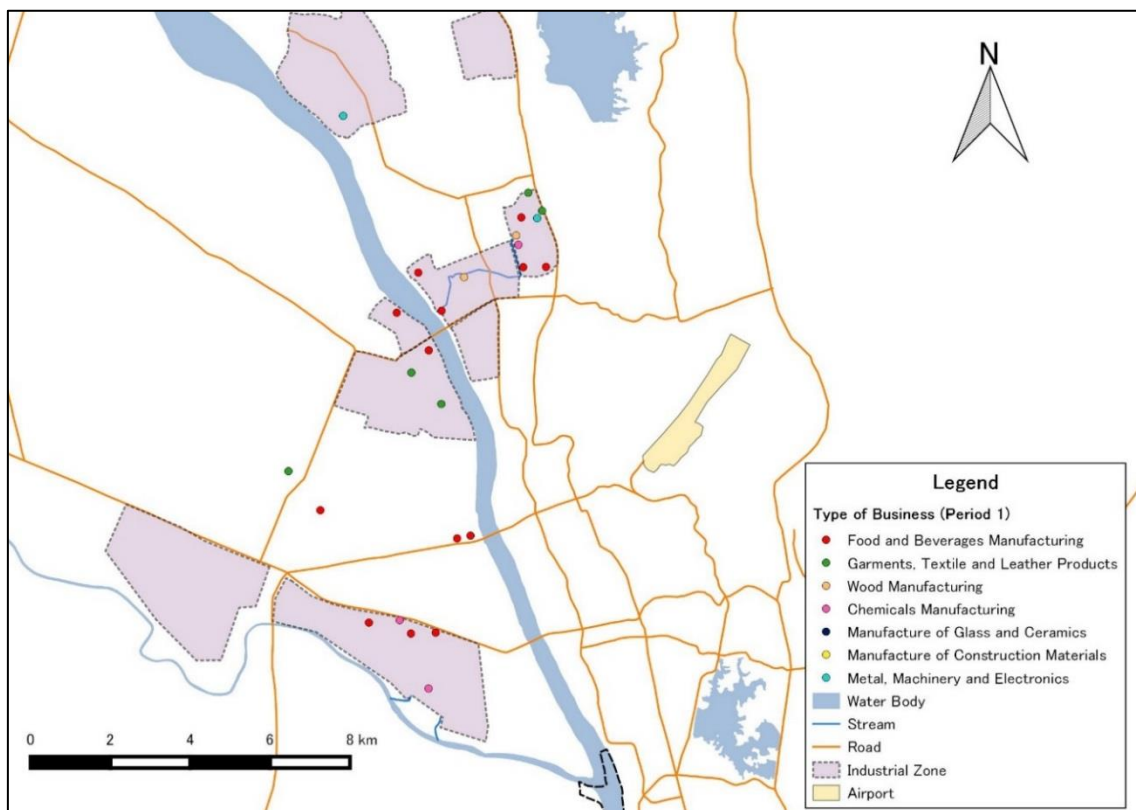 N
Legend
Type of Business (Period 1)
Food and Beverages Manufacturing
Garments, Textile and Leather Products
Wood Manufacturing
Chemicals Manufacturing
Manufacture of Glass and Ceramics
Manufacture of Construction Materials
Metal, Machinery and Electronics
Water Body
Stream
Road
Industrial Zone
Airport
0 2 4 6 8 km